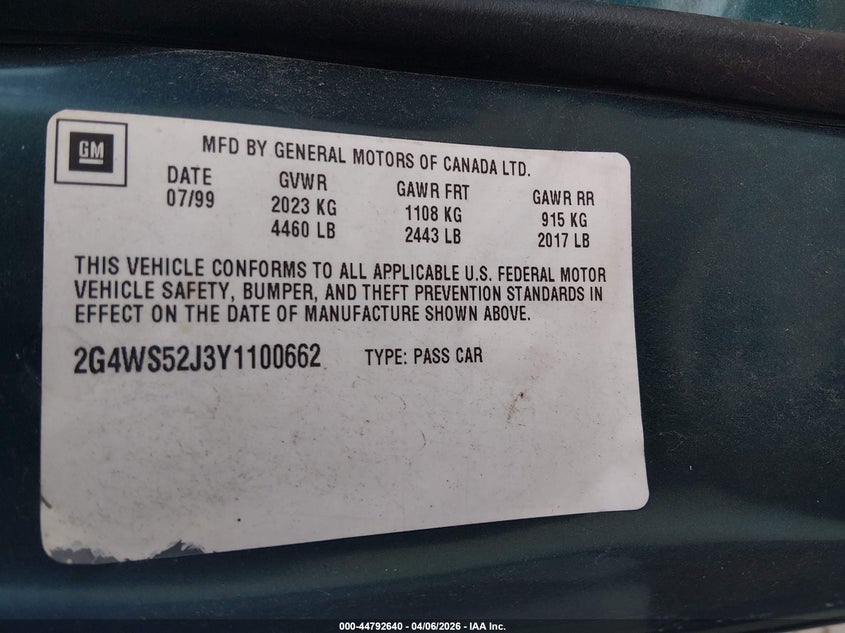 GM
MFD BY GENERAL MOTORS OF CANADA LTD.
DATE GVWR GAWR FRT GAWR RR
07/99 2023 KG 1108 KG 915 KG
4460 LB 2443 LB 2017 LB
THIS VEHICLE CONFORMS TO ALL APPLICABLE U.S. FEDERAL MOTOR
VEHICLE SAFETY, BUMPER, AND THEFT PREVENTION STANDARDS IN
EFFECT ON THE DATE OF MANUFACTURE SHOWN ABOVE.
2G4WS52J3Y1100662 TYPE: PASS CAR
000-44792640 - 04/06/2026 - IAA Inc.